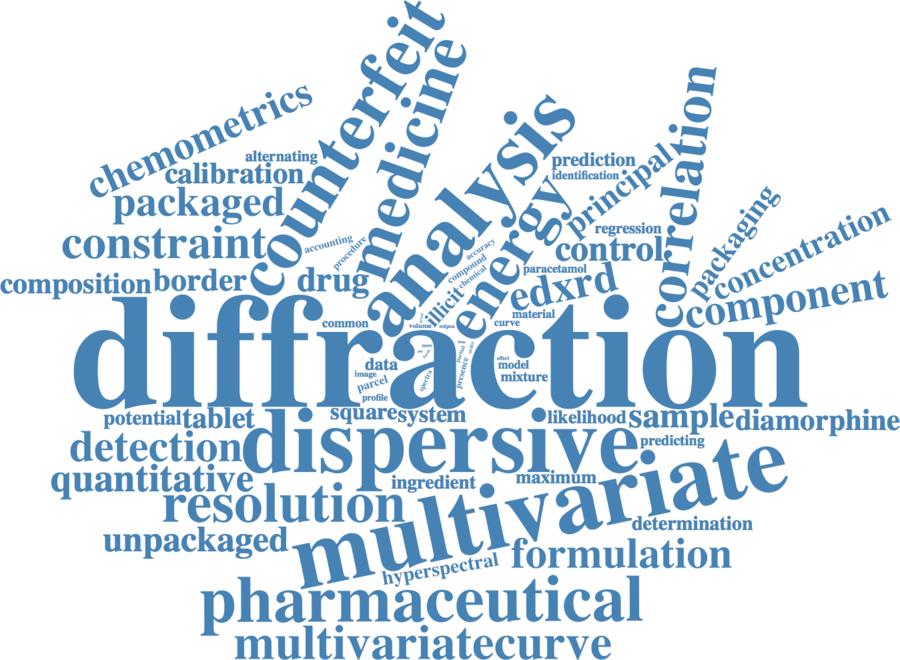 counterfeit
medicine
chemometrics
alternating
calibration
packaged
constraint
composition
border
drug
accounting
procedure
analysis
energy
prediction
identification
principal
correlation
regression
control
packaging
concentration
component
accuracy
compound
chemical
illicit
paracetamol
edxrd
material
curve
volume
common
diffraction
data
image
parcel
profile
spectra
presence
partial
effect
model
mixture
square
system
potential
tablet
likelihood
sample
diamorphine
detection
dispersive
predicting
quantitative
ingredient
maximum
resolution
multivariate
determination
unpackaged
hyperspectral
formulation
pharmaceutical
multivariatecurve